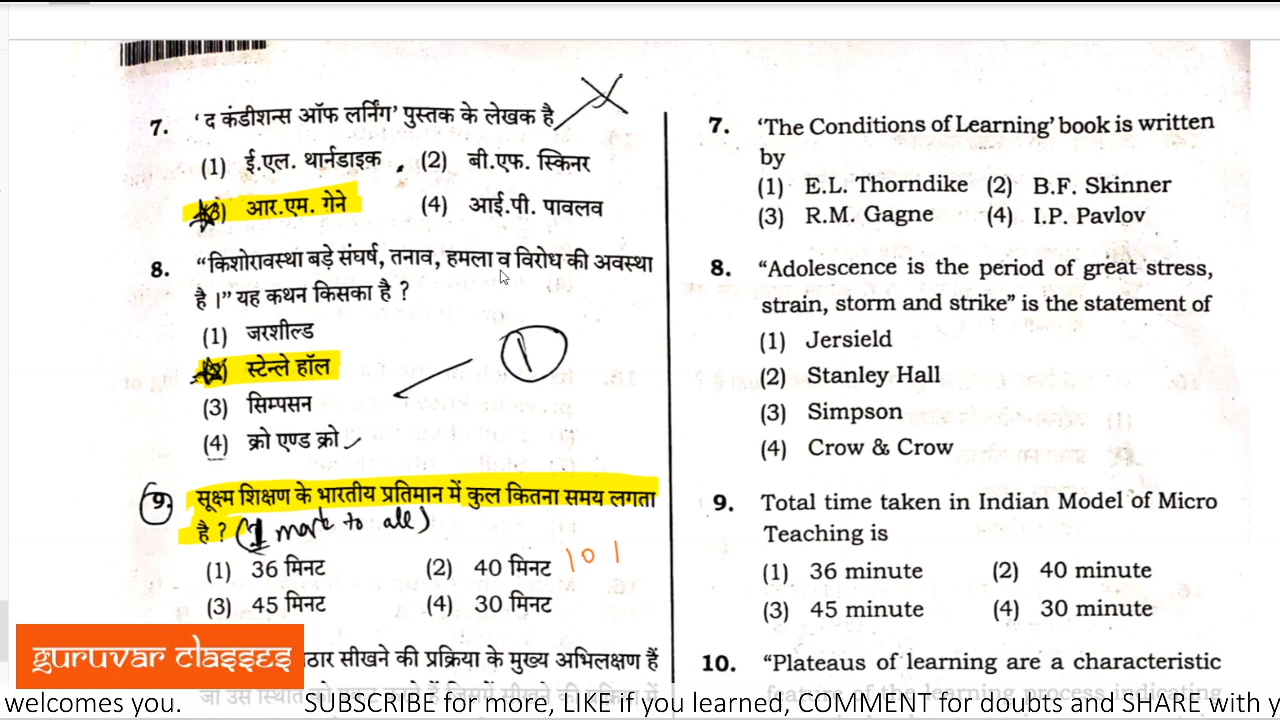 7. 'द कंडीशन्स ऑफ लर्निंग' पुस्तक के लेखक है
(1) ई.एल. थार्नडाइक (2) बी.एफ. स्किनर
(3) आर.एम. गेने (4) आई.पी. पावलव
8. “किशोरावस्था बड़े संघर्ष, तनाव, हमला व विरोध की अवस्था
है ।” यह कथन किसका है ?
(1) जरशील्ड
(2) स्टेन्ले हॉल
(3) सिम्पसन
(4) क्रो एण्ड क्रो
1
9. सूक्ष्म शिक्षण के भारतीय प्रतिमान में कुल कितना समय लगता
है ? (1 mark to all)
(1) 36 मिनट (2) 40 मिनट 101
(3) 45 मिनट (4) 30 मिनट
सीखने की प्रक्रिया के मुख्य अभिलक्षण हैं
7. 'The Conditions of Learning' book is written
by
(1) E.L. Thorndike (2) B.F. Skinner
(3) R.M. Gagne (4) I.P. Pavlov
8. “Adolescence is the period of great stress,
strain, storm and strike” is the statement of
(1) Jersield
(2) Stanley Hall
(3) Simpson
(4) Crow & Crow
9. Total time taken in Indian Model of Micro
Teaching is
(1) 36 minute (2) 40 minute
(3) 45 minute (4) 30 minute
10. “Plateaus of learning are a characteristic
feature of the learning process indicating
guruvar classes
welcomes you. SUBSCRIBE for more, LIKE if you learned, COMMENT for doubts and SHARE with y